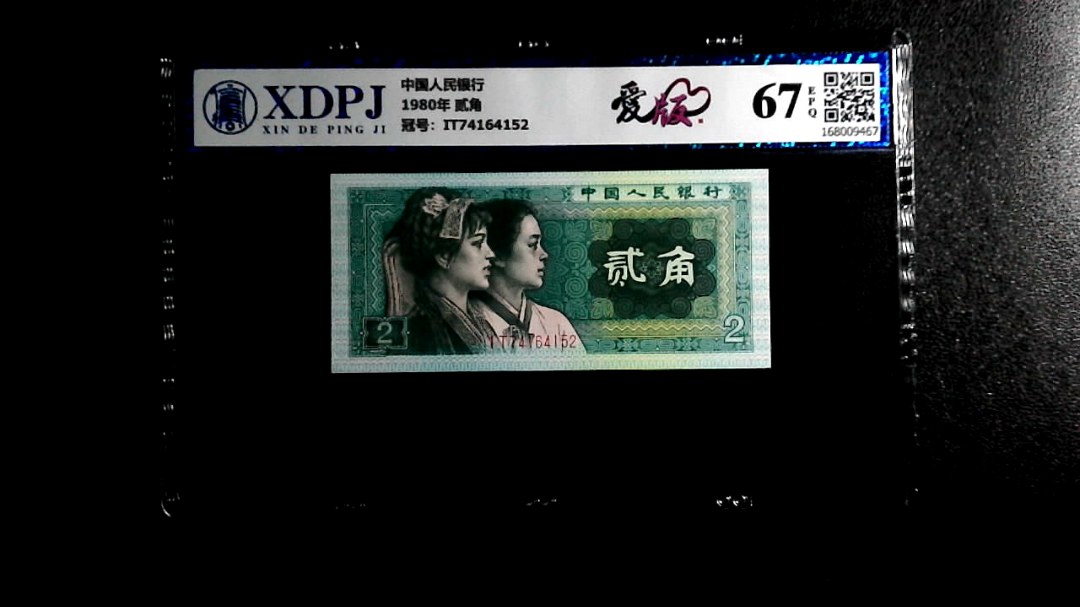 XDPJ
XIN DE PING JI
中国人民银行
1980年 贰角
冠号：IT74164152
爱版
67
EPQ
168009467
中国人民银行
贰角
2
2
IT74164152